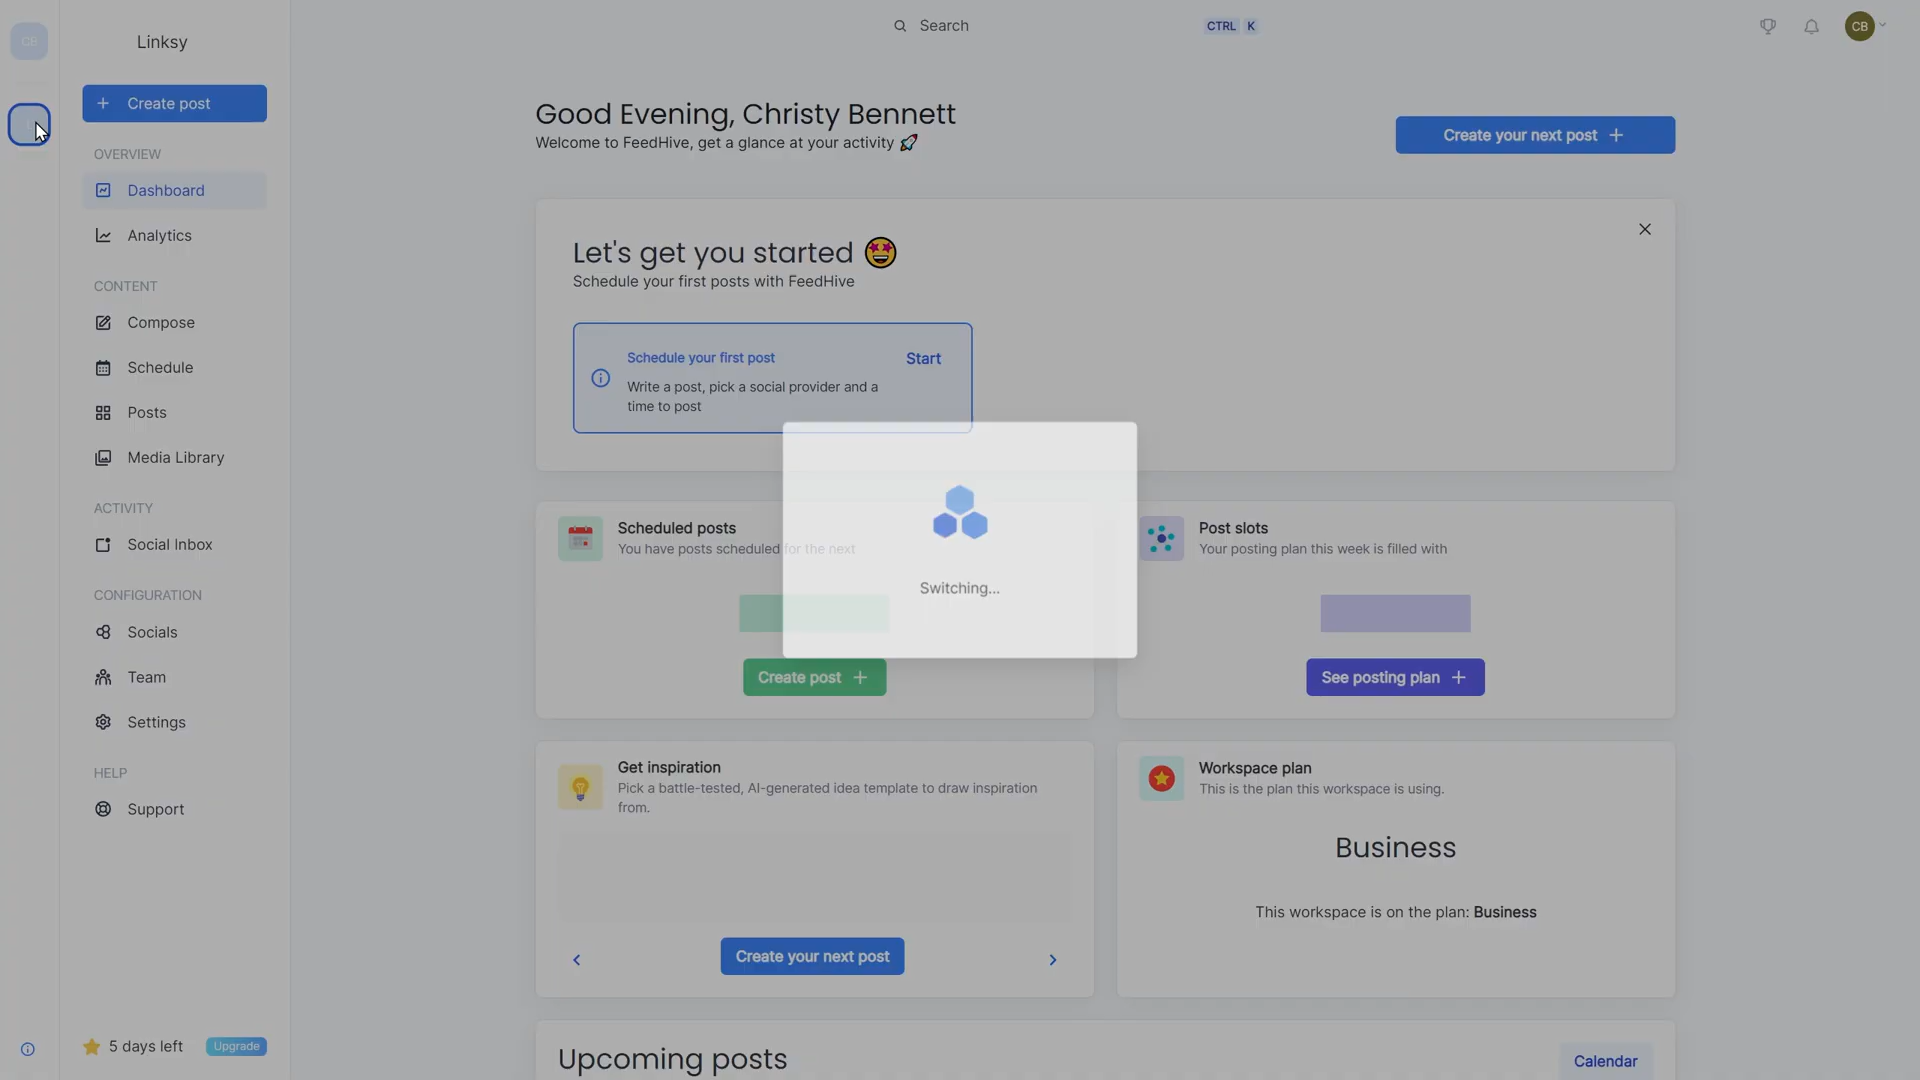 CB
Linksy
Search
CTRL K
CB
Create post
OVERVIEW
Dashboard
Analytics
CONTENT
Compose
Schedule
Posts
Media Library
ACTIVITY
Social Inbox
CONFIGURATION
Socials
Team
Settings
HELP
Support
5 days left
Upgrade
Good Evening, Christy Bennett
Welcome to FeedHive, get a glance at your activity
Create your next post
Let's get you started
Schedule your first posts with FeedHive
Schedule your first post
Start
Write a post, pick a social provider and a
time to post
Switching...
Scheduled posts
You have posts scheduled for the next
Create post
Post slots
Your posting plan this week is filled with
See posting plan
Get inspiration
Pick a battle-tested, AI-generated idea template to draw inspiration
from.
Create your next post
Workspace plan
This is the plan this workspace is using.
Business
This workspace is on the plan: Business
Upcoming posts
Calendar